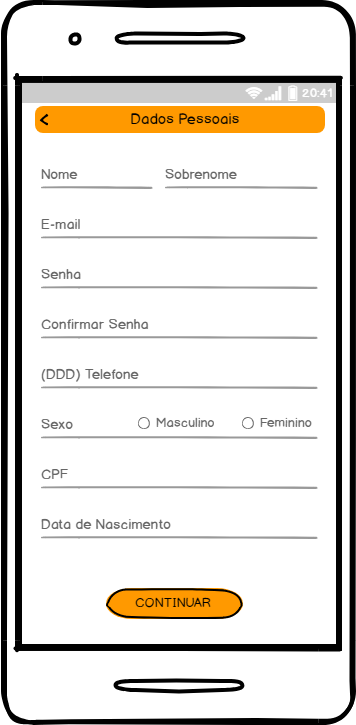 20:41
Dados Pessoais
Nome Sobrenome
E-mail
Senha
Confirmar Senha
(DDD) Telefone
Sexo Masculino Feminino
CPF
Data de Nascimento
CONTINUAR